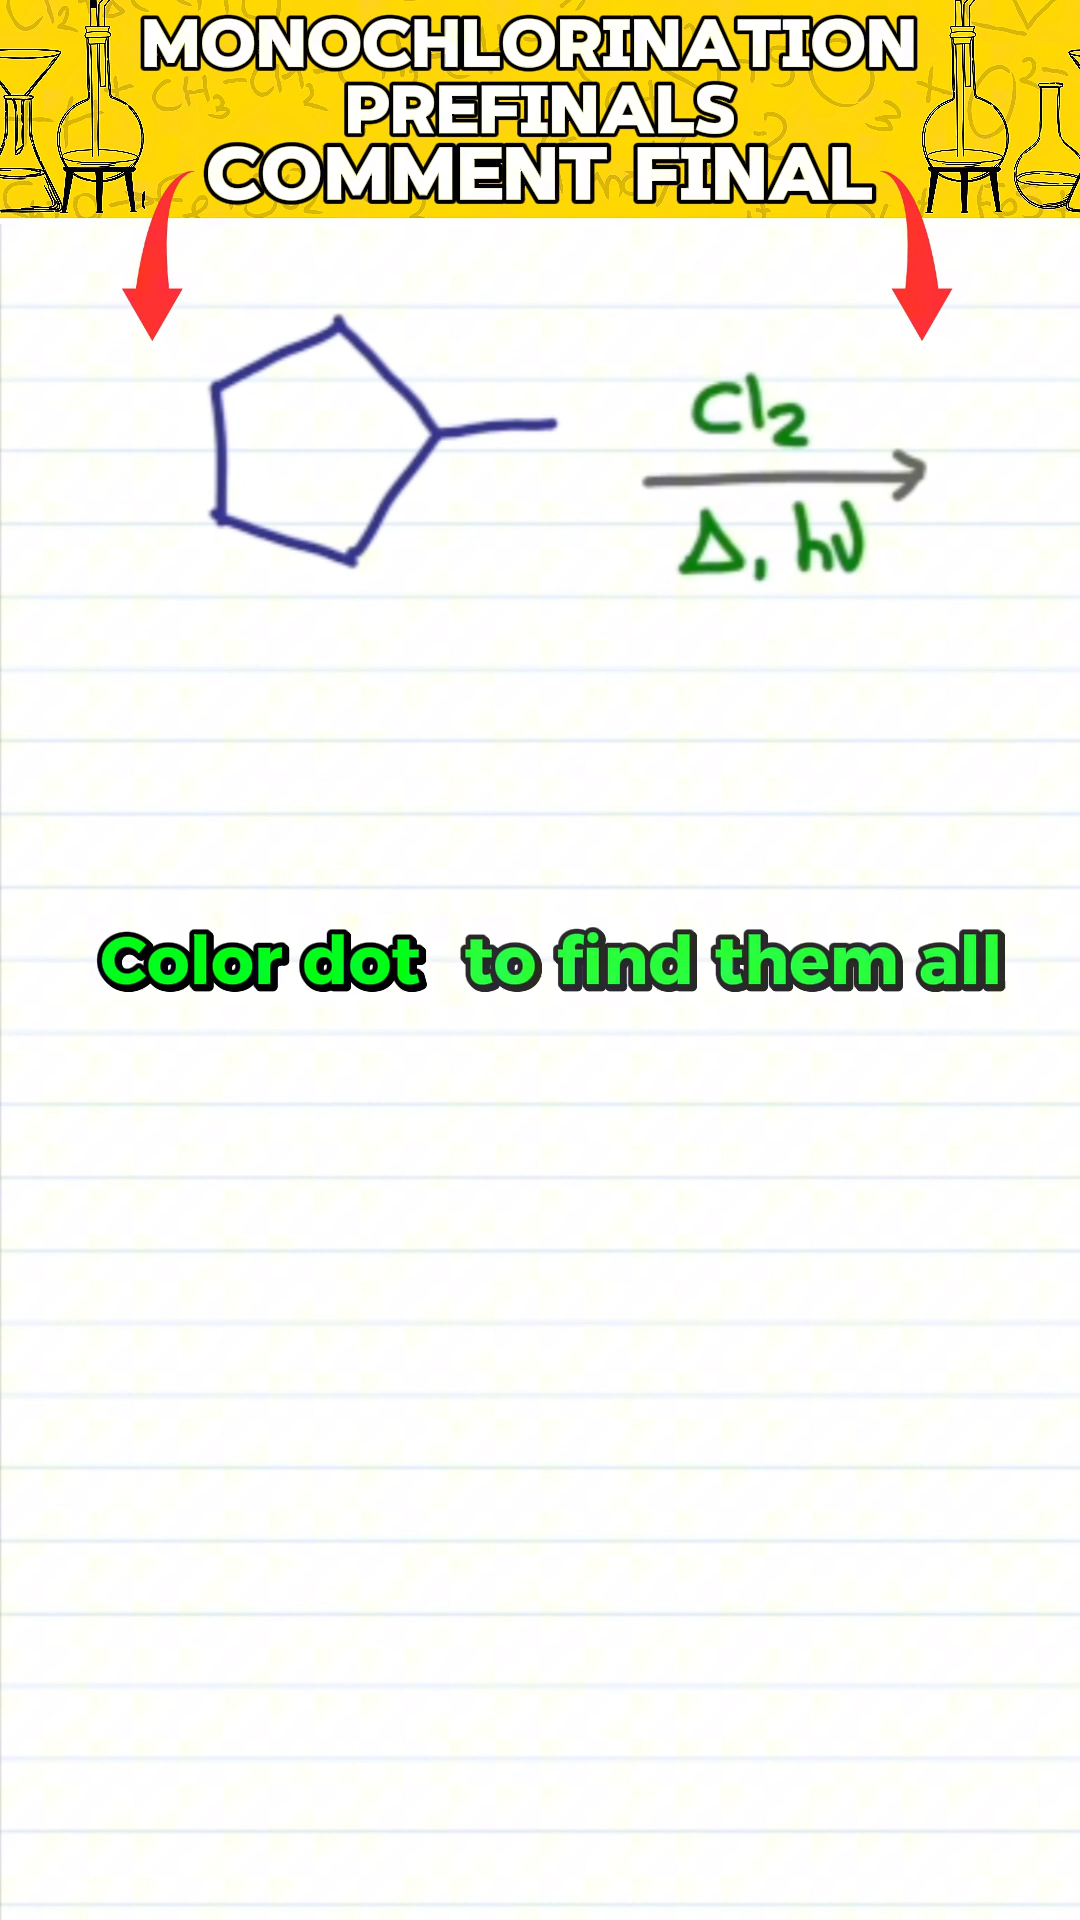 MONOCHLORINATION
PREFINALS
COMMENT FINAL
Cl₂
Δ, hν
Color dot to find them all